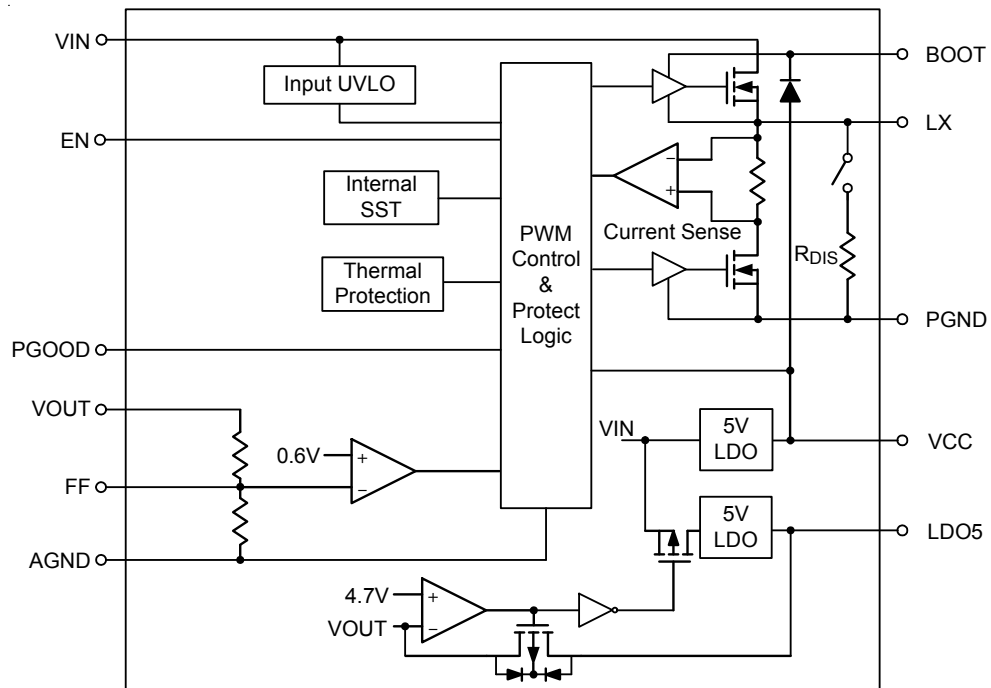 VIN
BOOT
Input UVLO
LX
EN
Internal
SST
PWM
Control
&
Protect
Logic
Current Sense
RDIS
Thermal
Protection
PGND
PGOOD
VOUT
0.6V
+
−
−
+
FF
AGND
VIN
5V
LDO
VCC
5V
LDO
LDO5
4.7V
+
VOUT
−